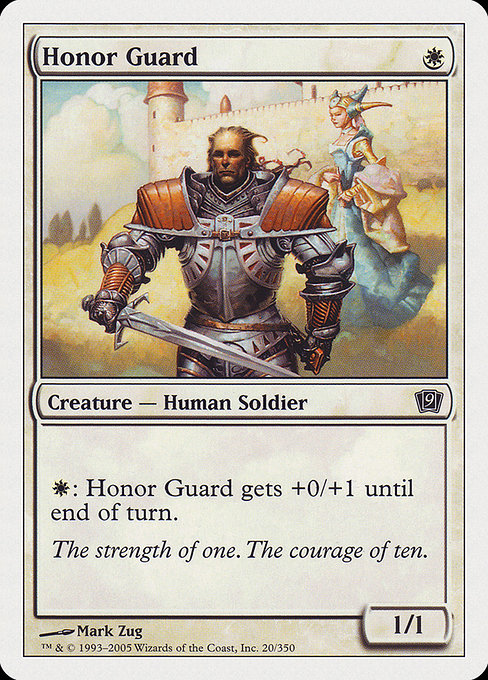 Honor Guard
Creature — Human Soldier
9
: Honor Guard gets +0/+1 until
end of turn.
The strength of one. The courage of ten.
1/1
Mark Zug
™ & © 1993–2005 Wizards of the Coast, Inc. 20/350